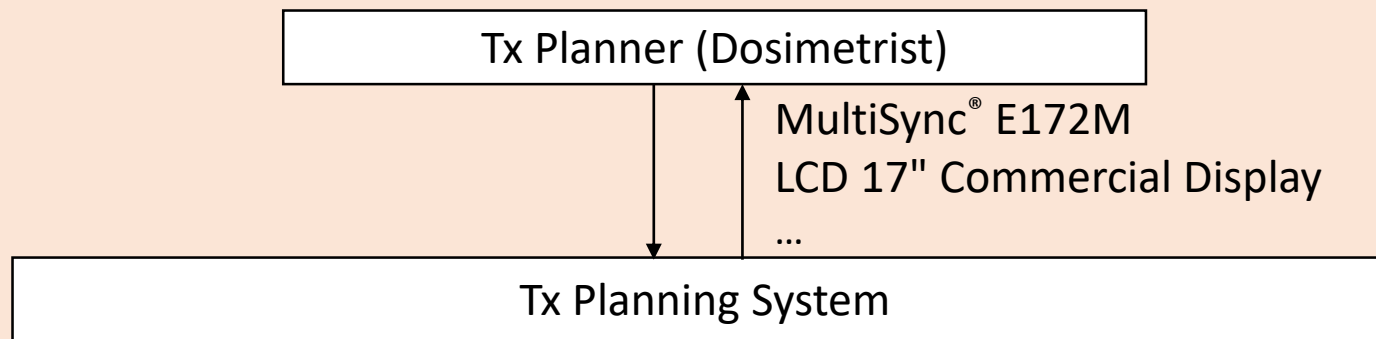 Tx Planner (Dosimetrist)
MultiSync® E172M
LCD 17" Commercial Display
…
Tx Planning System